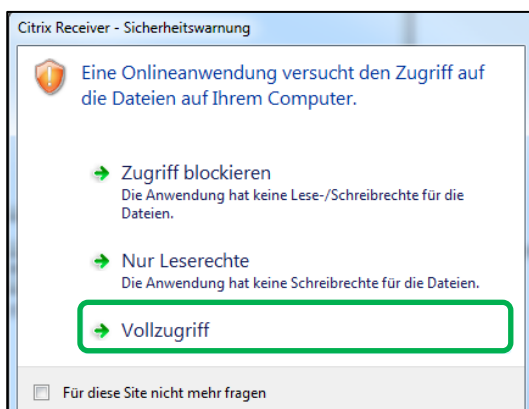 Citrix Receiver - Sicherheitswarnung
Eine Onlineanwendung versucht den Zugriff auf
die Dateien auf Ihrem Computer.
Zugriff blockieren
Die Anwendung hat keine Lese-/Schreibrechte für die
Dateien.
Nur Leserechte
Die Anwendung hat keine Schreibrechte für die Dateien.
Vollzugriff
Für diese Site nicht mehr fragen